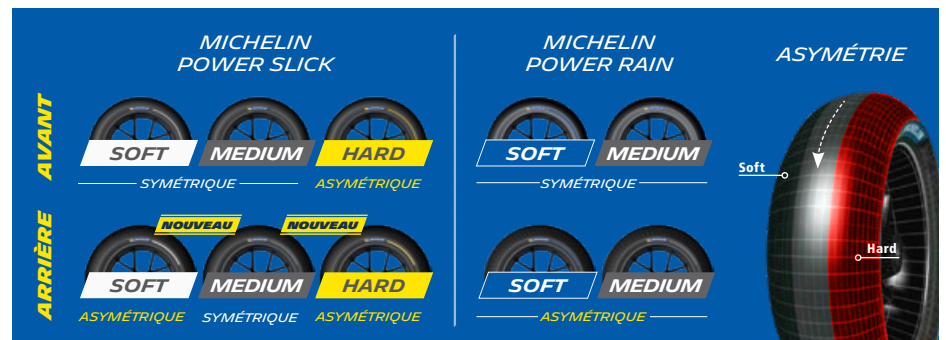 MICHELIN
POWER SLICK
MICHELIN
POWER RAIN
ASYMÉTRIE
AVANT
SOFT
MEDIUM
HARD
SOFT
MEDIUM
SYMÉTRIQUE
ASYMÉTRIQUE
SYMÉTRIQUE
ARRIÈRE
NOUVEAU
NOUVEAU
SOFT
MEDIUM
HARD
SOFT
MEDIUM
ASYMÉTRIQUE
SYMÉTRIQUE
ASYMÉTRIQUE
ASYMÉTRIQUE
Soft
Hard